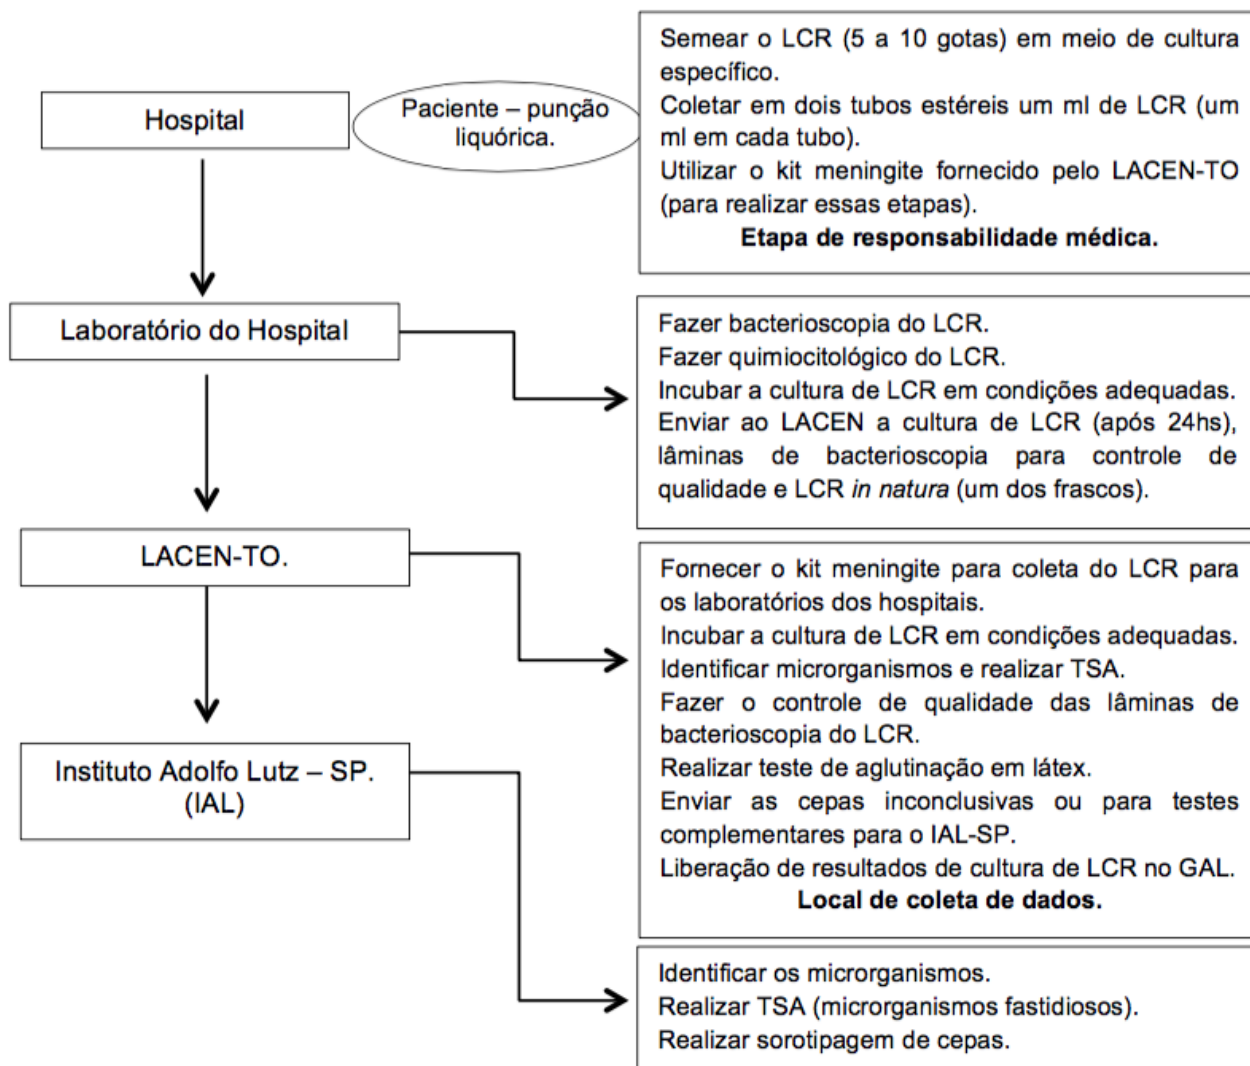 Hospital
Paciente – punção
liquórica.
Semear o LCR (5 a 10 gotas) em meio de cultura
específico.
Coletar em dois tubos estéreis um ml de LCR (um
ml em cada tubo).
Utilizar o kit meningite fornecido pelo LACEN-TO
(para realizar essas etapas).
Etapa de responsabilidade médica.
Laboratório do Hospital
Fazer bacterioscopia do LCR.
Fazer quimiocitológico do LCR.
Incubar a cultura de LCR em condições adequadas.
Enviar ao LACEN a cultura de LCR (após 24hs),
lâminas de bacterioscopia para controle de
qualidade e LCR in natura (um dos frascos).
LACEN-TO.
Fornecer o kit meningite para coleta do LCR para
os laboratórios dos hospitais.
Incubar a cultura de LCR em condições adequadas.
Identificar microrganismos e realizar TSA.
Fazer o controle de qualidade das lâminas de
bacterioscopia do LCR.
Realizar teste de aglutinação em látex.
Enviar as cepas inconclusivas ou para testes
complementares para o IAL-SP.
Liberação de resultados de cultura de LCR no GAL.
Local de coleta de dados.
Instituto Adolfo Lutz – SP.
(IAL)
Identificar os microrganismos.
Realizar TSA (microrganismos fastidiosos).
Realizar sorotipagem de cepas.